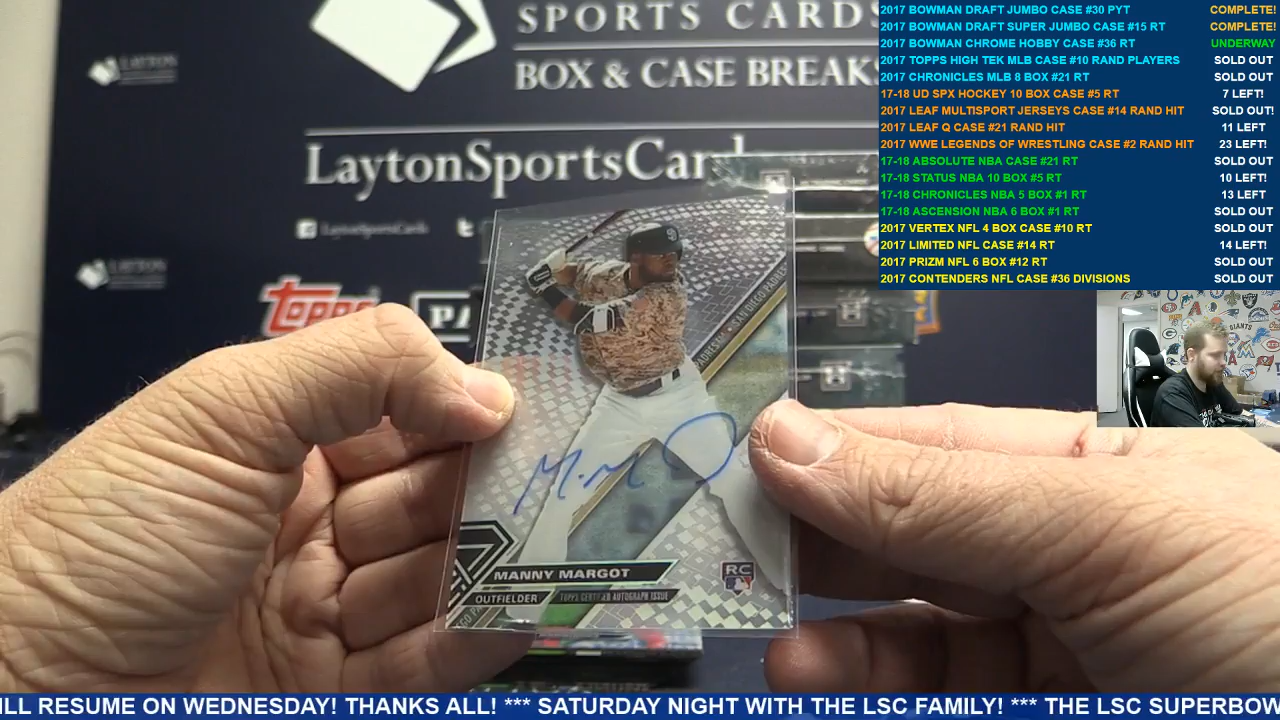 SPORTS CARDS
BOX & CASE BREAKS
LaytonSportsCard
LaytonSportsCards
LAYTON
LAYTON
Topps
PA
2017 BOWMAN DRAFT JUMBO CASE #30 PYT COMPLETE!
2017 BOWMAN DRAFT SUPER JUMBO CASE #15 RT COMPLETE!
2017 BOWMAN CHROME HOBBY CASE #36 RT UNDERWAY
2017 TOPPS HIGH TEK MLB CASE #10 RAND PLAYERS SOLD OUT
2017 CHRONICLES MLB 8 BOX #21 RT SOLD OUT
17-18 UD SPX HOCKEY 10 BOX CASE #5 RT 7 LEFT!
2017 LEAF MULTISPORT JERSEYS CASE #14 RAND HIT SOLD OUT!
2017 LEAF Q CASE #21 RAND HIT 11 LEFT
2017 WWE LEGENDS OF WRESTLING CASE #2 RAND HIT 23 LEFT!
17-18 ABSOLUTE NBA CASE #21 RT SOLD OUT
17-18 STATUS NBA 10 BOX #5 RT 10 LEFT!
17-18 CHRONICLES NBA 5 BOX #1 RT 13 LEFT
17-18 ASCENSION NBA 6 BOX #1 RT SOLD OUT
2017 VERTEX NFL 4 BOX CASE #10 RT SOLD OUT
2017 LIMITED NFL CASE #14 RT 14 LEFT!
2017 PRIZM NFL 6 BOX #12 RT SOLD OUT
2017 CONTENDERS NFL CASE #36 DIVISIONS SOLD OUT
GIANTS
PADRES • SAN DIEGO PADRES
M.M
MANNY MARGOT
OUTFIELDER TOPPS CERTIFIED AUTOGRAPH ISSUE
RC
ILL RESUME ON WEDNESDAY! THANKS ALL! *** SATURDAY NIGHT WITH THE LSC FAMILY! *** THE LSC SUPERBOW